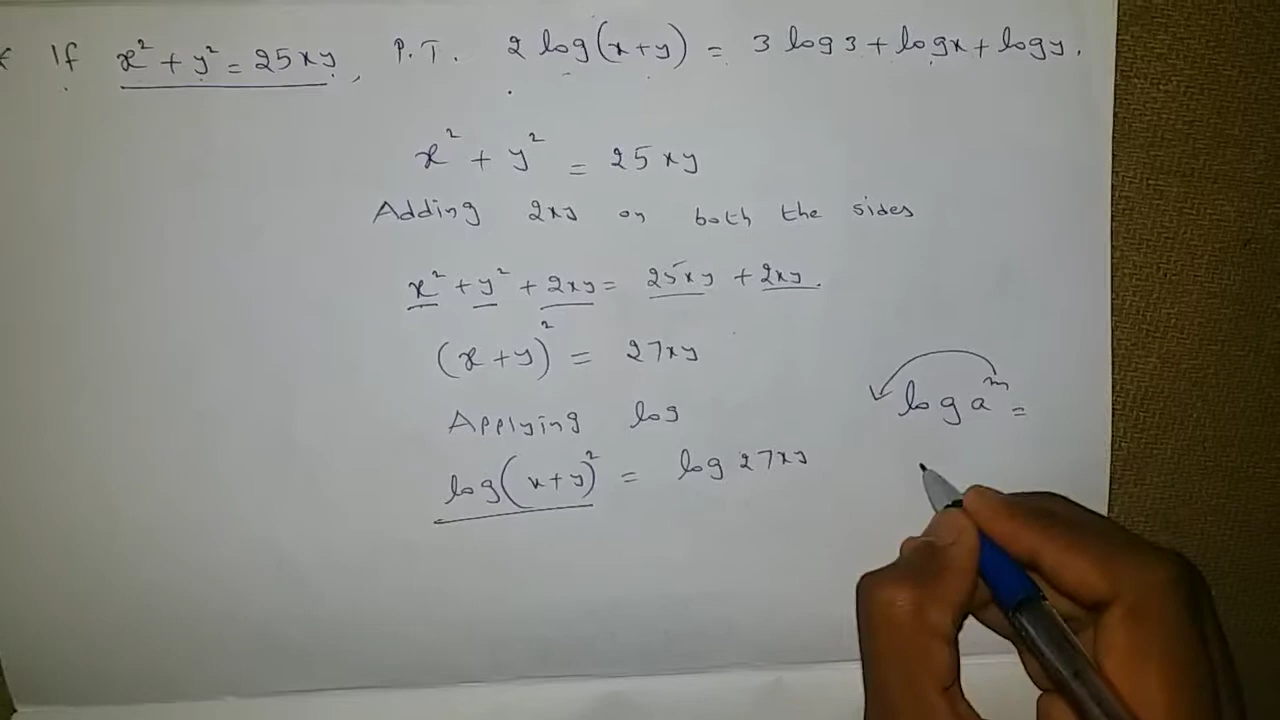 If x² + y² = 25xy, P.T. 2 log(x+y) = 3 log 3 + log x + log y.
x² + y² = 25xy
Adding 2xy on both the sides
x² + y² + 2xy = 25xy + 2xy.
(x+y)² = 27xy
log aᵐ =
Applying log
log(x+y)² = log 27xy